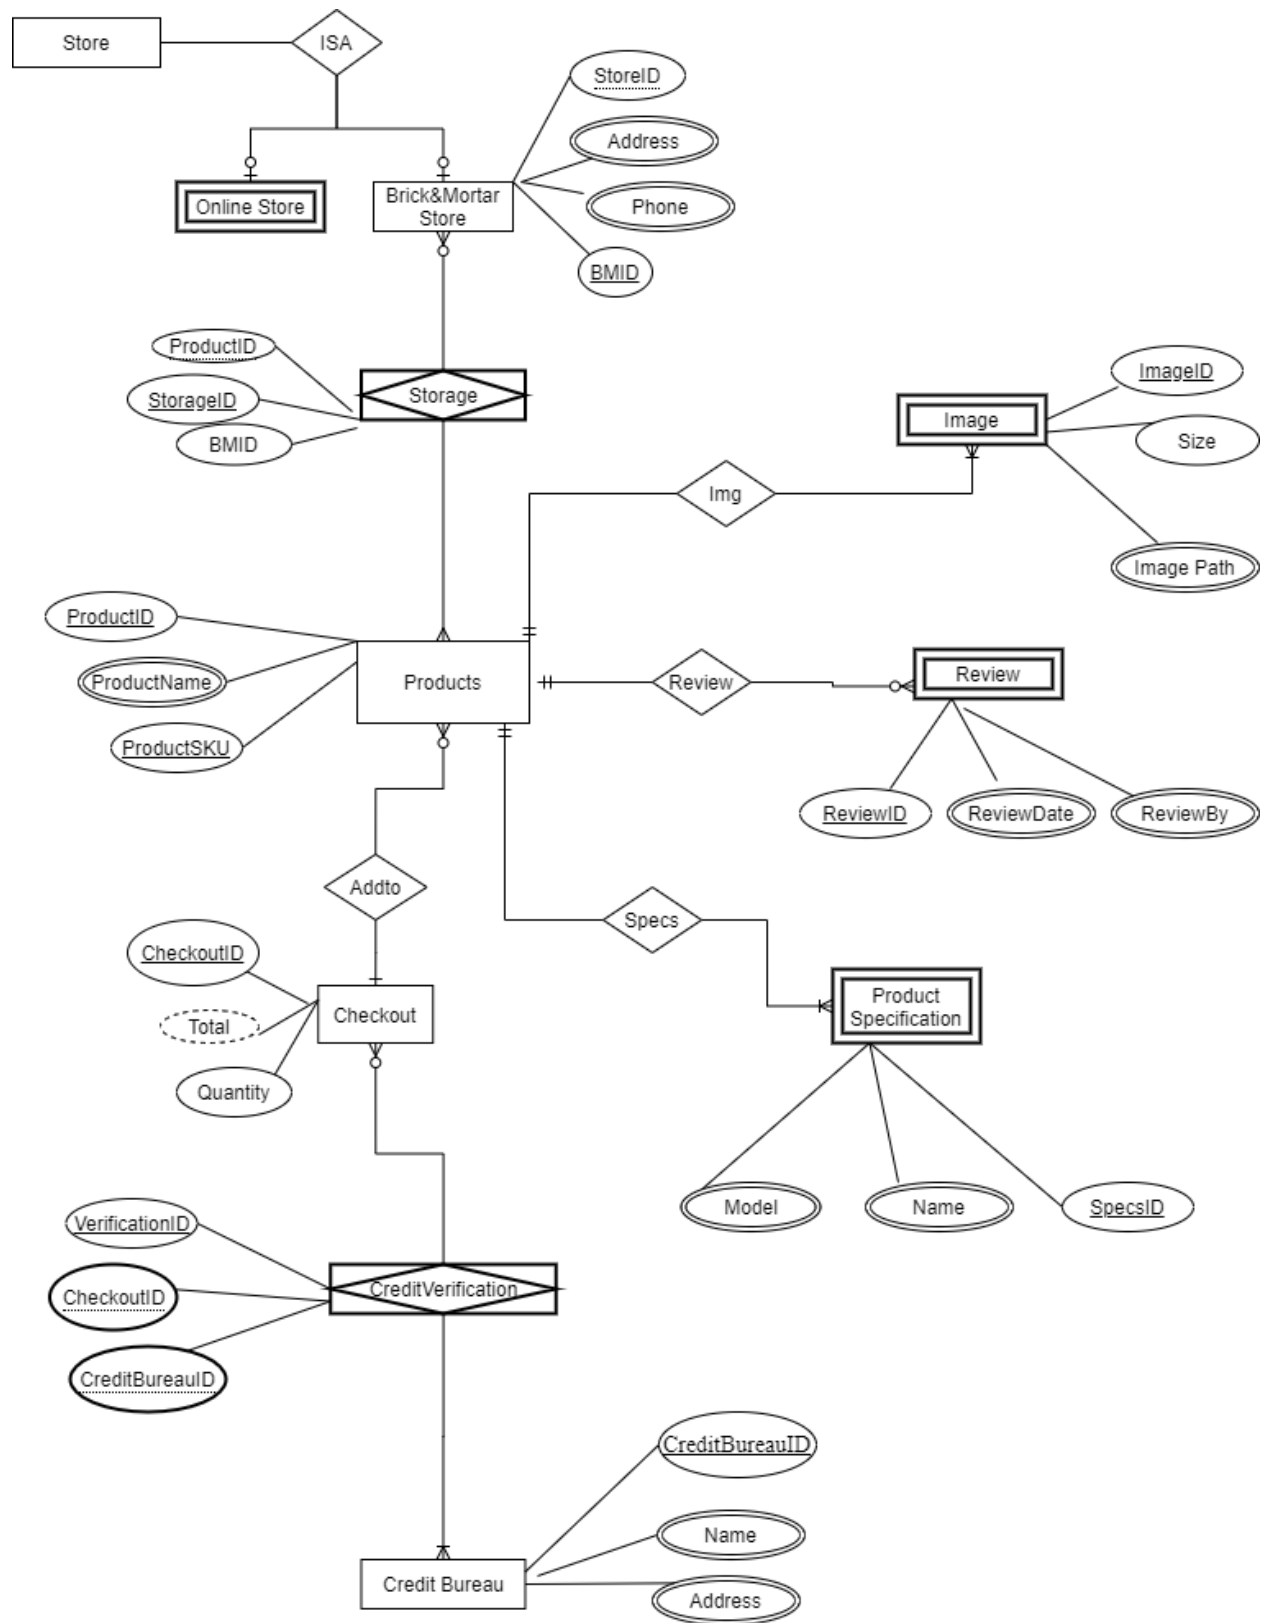 Store
ISA
StoreID
Address
Online Store
Brick&Mortar
Store
Phone
BMID
ProductID
StorageID
BMID
Storage
ImageID
Image
Size
Img
Image Path
ProductID
ProductName
ProductSKU
Products
Review
Review
ReviewID
ReviewDate
ReviewBy
Addto
Specs
CheckoutID
Total
Quantity
Checkout
Product
Specification
Model
Name
SpecsID
VerificationID
CheckoutID
CreditBureauID
CreditVerification
CreditBureauID
Name
Credit Bureau
Address